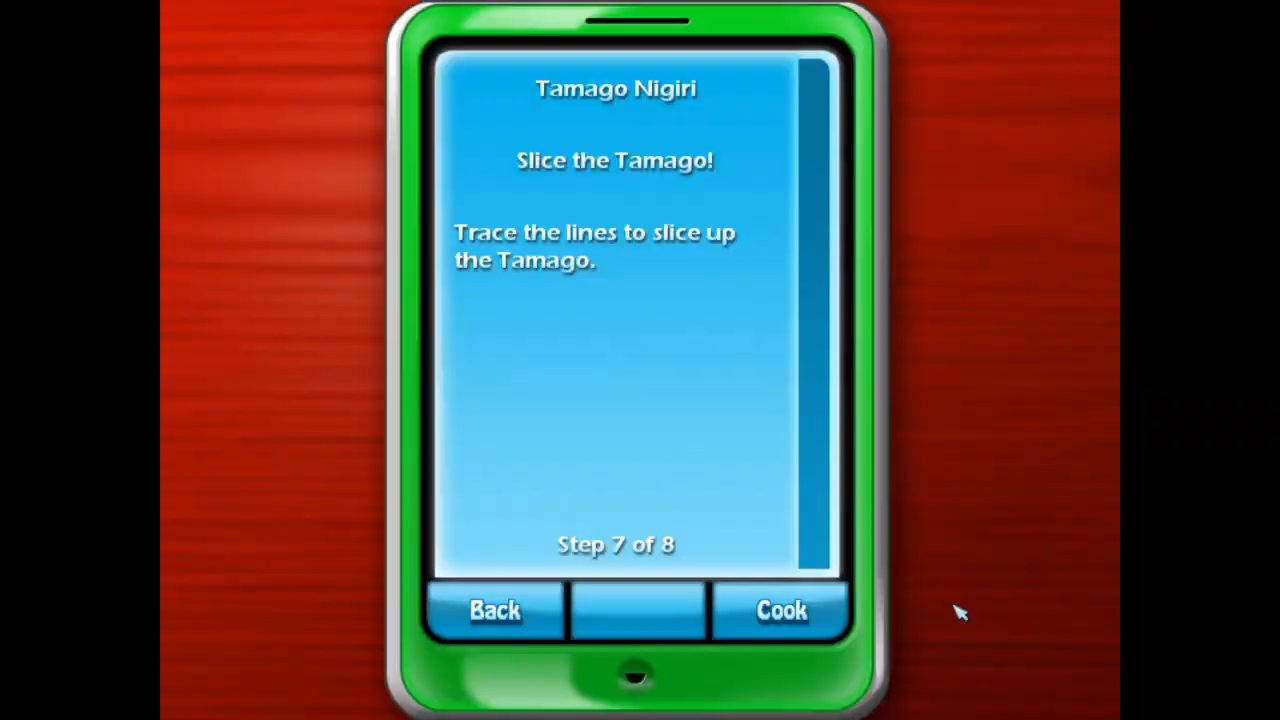 Tamago Nigiri
Slice the Tamago!
Trace the lines to slice up
the Tamago.
Step 7 of 8
Back
Cook